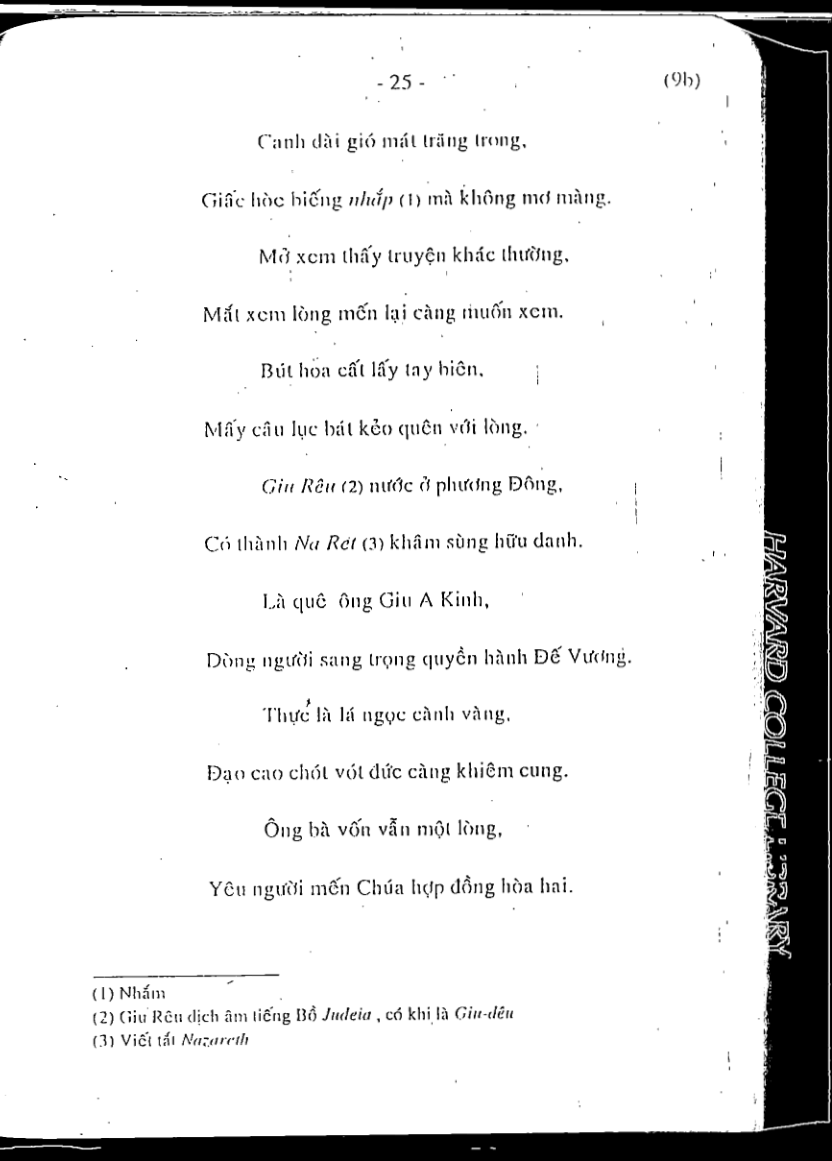 - 25 - (9b)
Canh dài gió mát trăng trong,
Giấc hòe biếng nhắp (1) mà không mơ màng.
Mở xem thấy truyện khác thường,
Mắt xem lòng mến lại càng muốn xem.
Bút hoa cất lấy tay biên,
Mấy câu lục bát kẻo quên với lòng.
Giu Rêu (2) nước ở phương Đông,
Có thành Na Rét (3) khâm sùng hữu danh.
Là quê ông Giu A Kinh,
Dòng người sang trọng quyền hành Đế Vương.
Thực là lá ngọc cành vàng,
Đạo cao chót vót đức càng khiêm cung.
Ông bà vốn vẫn một lòng,
Yêu người mến Chúa hợp đồng hòa hai.
(1) Nhắm
(2) Giu Rêu dịch âm tiếng Bồ Judeia , có khi là Giu-dêu
(3) Viết tắt Nazareth
HARVARD COLLEGE LIBRARY